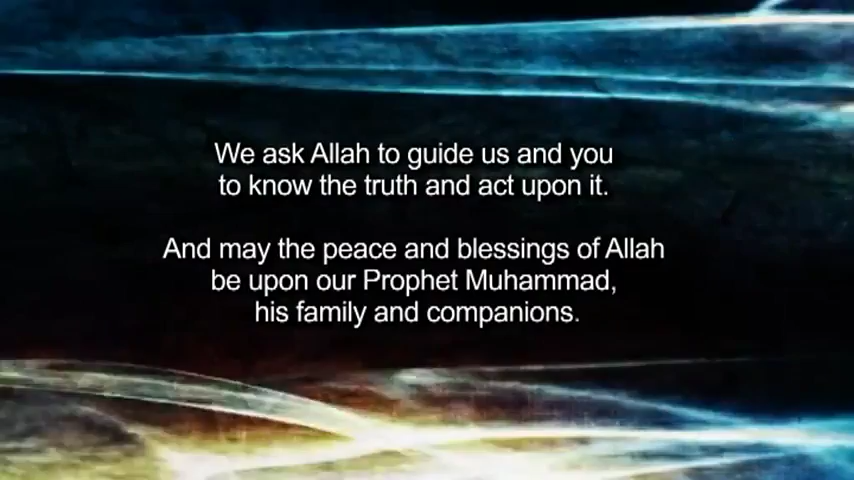 We ask Allah to guide us and you
to know the truth and act upon it.
And may the peace and blessings of Allah
be upon our Prophet Muhammad,
his family and companions.